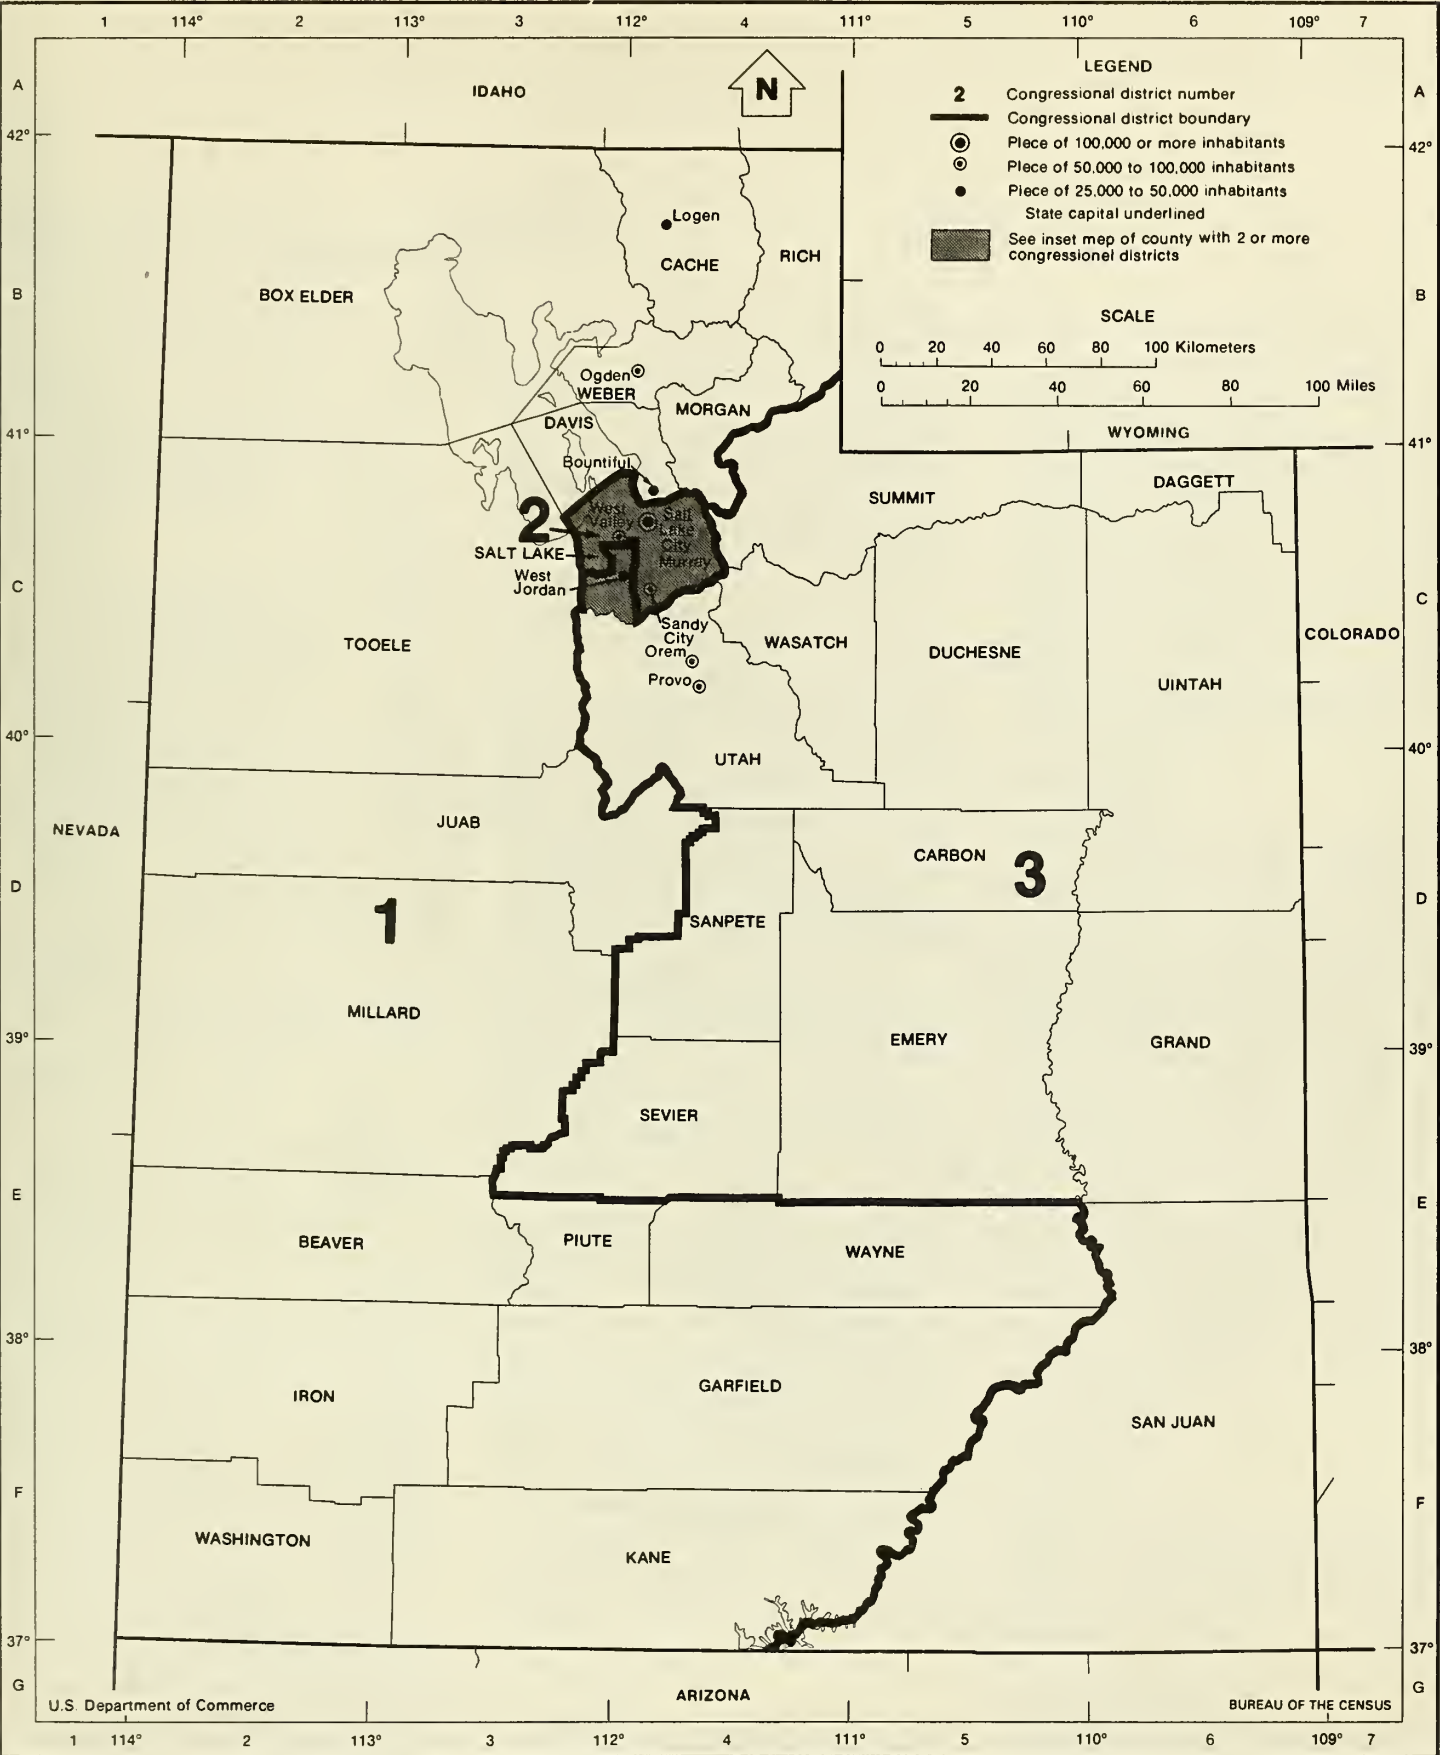 1 114° 2 113° 3 112° 4 111° 5 110° 6 109° 7
A
IDAHO
N
LEGEND
2 Congressional district number
Congressional district boundary
Plece of 100,000 or more inhabitants
Plece of 50,000 to 100,000 inhabitants
Plece of 25,000 to 50,000 inhabitants
State capital underlined
See inset mep of county with 2 or more
congressionel districts
A
42°
42°
SCALE
0 20 40 60 80 100 Kilometers
0 20 40 60 80 100 Miles
WYOMING
Logen
CACHE
RICH
B
BOX ELDER
B
Ogden
WEBER
MORGAN
DAVIS
41°
41°
Bountiful
SUMMIT
DAGGETT
2
West
Valley
Salt
Lake
City
Murray
SALT LAKE
West
Jordan
C
C
Sandy
City
Orem
Provo
TOOELE
WASATCH
DUCHESNE
UINTAH
COLORADO
40°
40°
UTAH
NEVADA
JUAB
CARBON
3
D
D
1
SANPETE
MILLARD
39°
EMERY
GRAND
39°
SEVIER
E
E
BEAVER
PIUTE
WAYNE
38°
38°
IRON
GARFIELD
SAN JUAN
F
F
WASHINGTON
KANE
37°
37°
G
G
U.S. Department of Commerce
ARIZONA
BUREAU OF THE CENSUS
1 114° 2 113° 3 112° 4 111° 5 110° 6 109° 7